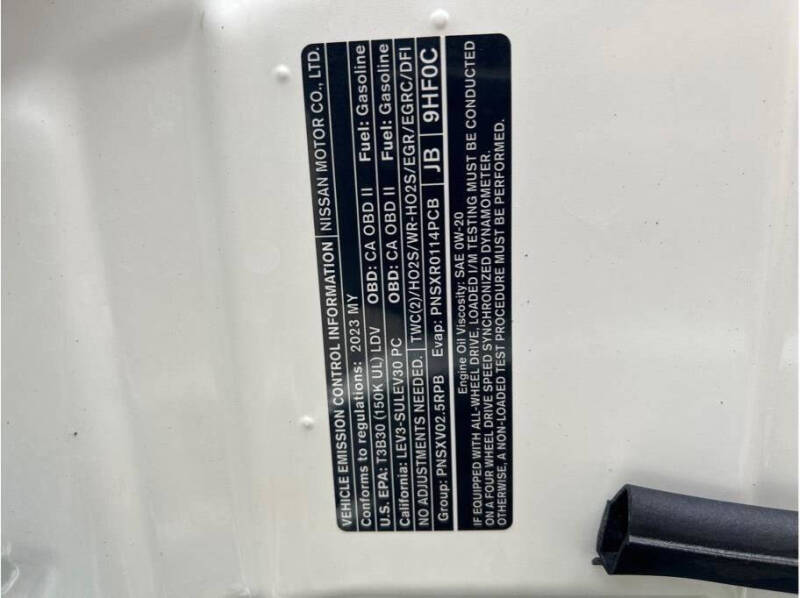 VEHICLE EMISSION CONTROL INFORMATION NISSAN MOTOR CO., LTD.
Conforms to regulations: 2023 MY Fuel: Gasoline
U.S. EPA: T3B30 (150K UL) LDV OBD: CA OBD II Fuel: Gasoline
California: LEV3-SULEV30 PC OBD: CA OBD II
NO ADJUSTMENTS NEEDED. TWC(2)/HO2S/WR-HO2S/EGR/EGRC/DFI
Group: PNSXV02.5RPB Evap: PNSXR0114PCB JB 9HF0C
Engine Oil Viscosity: SAE 0W-20
IF EQUIPPED WITH ALL-WHEEL DRIVE, LOADED I/M TESTING MUST BE CONDUCTED
ON A FOUR WHEEL DRIVE SPEED SYNCHRONIZED DYNAMOMETER.
OTHERWISE, A NON-LOADED TEST PROCEDURE MUST BE PERFORMED.